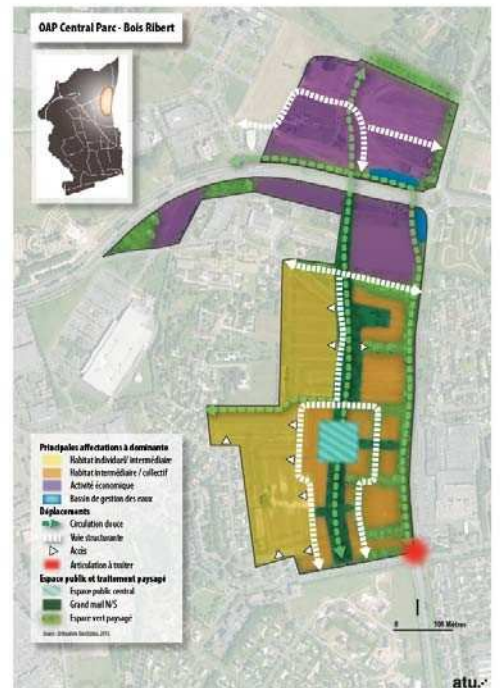 OAP Central Parc - Bois Ribert
Principales affectations à dominante
Habitat individuel/ intermédiaire
Habitat intermédiaire / collectif
Activité économique
Bassin de gestion des eaux
Déplacements
Circulation douce
Voie structurante
Accès
Articulation à traiter
Espace public et traitement paysagé
Espace public central
Grand mail N/S
Espace vert paysagé
0 100 Mètres
atu